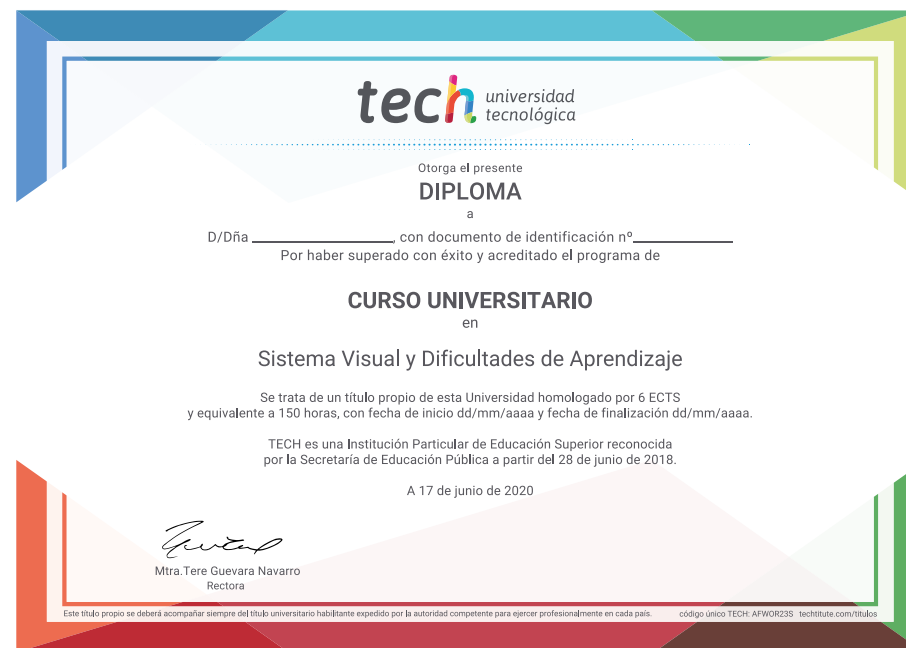 tech universidad
tecnológica
Otorga el presente
DIPLOMA
a
D/Dña ____________________, con documento de identificación nº______________
Por haber superado con éxito y acreditado el programa de
CURSO UNIVERSITARIO
en
Sistema Visual y Dificultades de Aprendizaje
Se trata de un título propio de esta Universidad homologado por 6 ECTS
y equivalente a 150 horas, con fecha de inicio dd/mm/aaaa y fecha de finalización dd/mm/aaaa.
TECH es una Institución Particular de Educación Superior reconocida
por la Secretaría de Educación Pública a partir del 28 de junio de 2018.
A 17 de junio de 2020
Mtra.Tere Guevara Navarro
Rectora
Este título propio se deberá acompañar siempre del título universitario habilitante expedido por la autoridad competente para ejercer profesionalmente en cada país. código único TECH: AFWOR23S techtitute.com/titulos